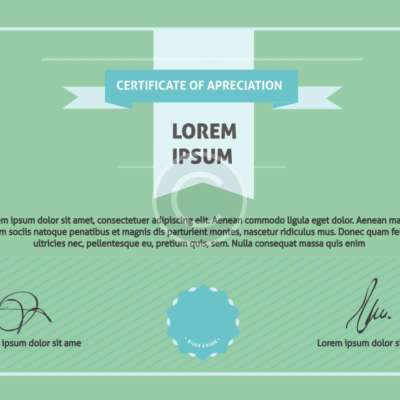 CERTIFICATE OF APRECIATION
LOREM
IPSUM
ipsum dolor sit amet, consectetuer adipiscing elit. Aenean commodo ligula eget dolor. Aenean
sociis natoque penatibus et magnis dis parturient montes, nascetur ridiculus mus. Donec quam fe
ultricies nec, pellentesque eu, pretium quis, sem. Nulla consequat massa quis enim
ipsum dolor sit ame
Lorem ipsum dolor si